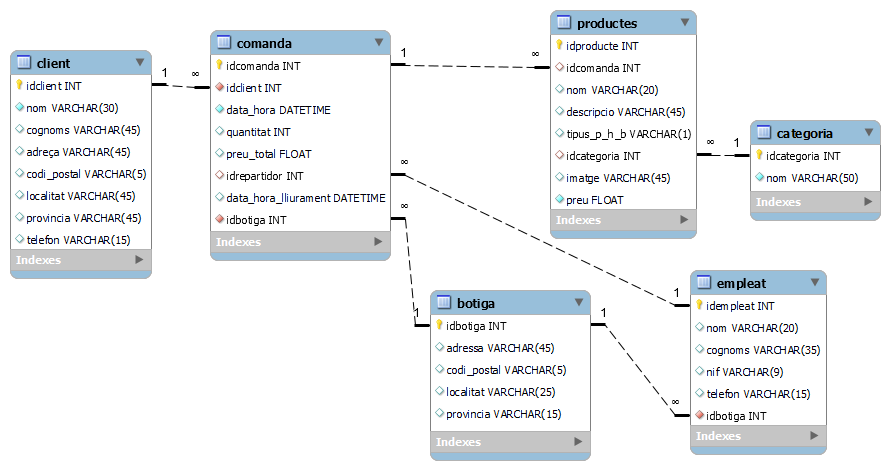 client
idclient INT
nom VARCHAR(30)
cognoms VARCHAR(45)
adreça VARCHAR(45)
codi_postal VARCHAR(5)
localitat VARCHAR(45)
provincia VARCHAR(45)
telefon VARCHAR(15)
Indexes
1
∞
comanda
idcomanda INT
idclient INT
data_hora DATETIME
quantitat INT
preu_total FLOAT
idrepartidor INT
data_hora_lliurament DATETIME
idbotiga INT
Indexes
1
∞
∞
∞
productes
idproducte INT
idcomanda INT
nom VARCHAR(20)
descripcio VARCHAR(45)
tipus_p_h_b VARCHAR(1)
idcategoria INT
imatge VARCHAR(45)
preu FLOAT
Indexes
∞
1
categoria
idcategoria INT
nom VARCHAR(50)
Indexes
1
botiga
idbotiga INT
adressa VARCHAR(45)
codi_postal VARCHAR(5)
localitat VARCHAR(25)
provincia VARCHAR(15)
Indexes
1
∞
1
empleat
idempleat INT
nom VARCHAR(20)
cognoms VARCHAR(35)
nif VARCHAR(9)
telefon VARCHAR(15)
idbotiga INT
Indexes